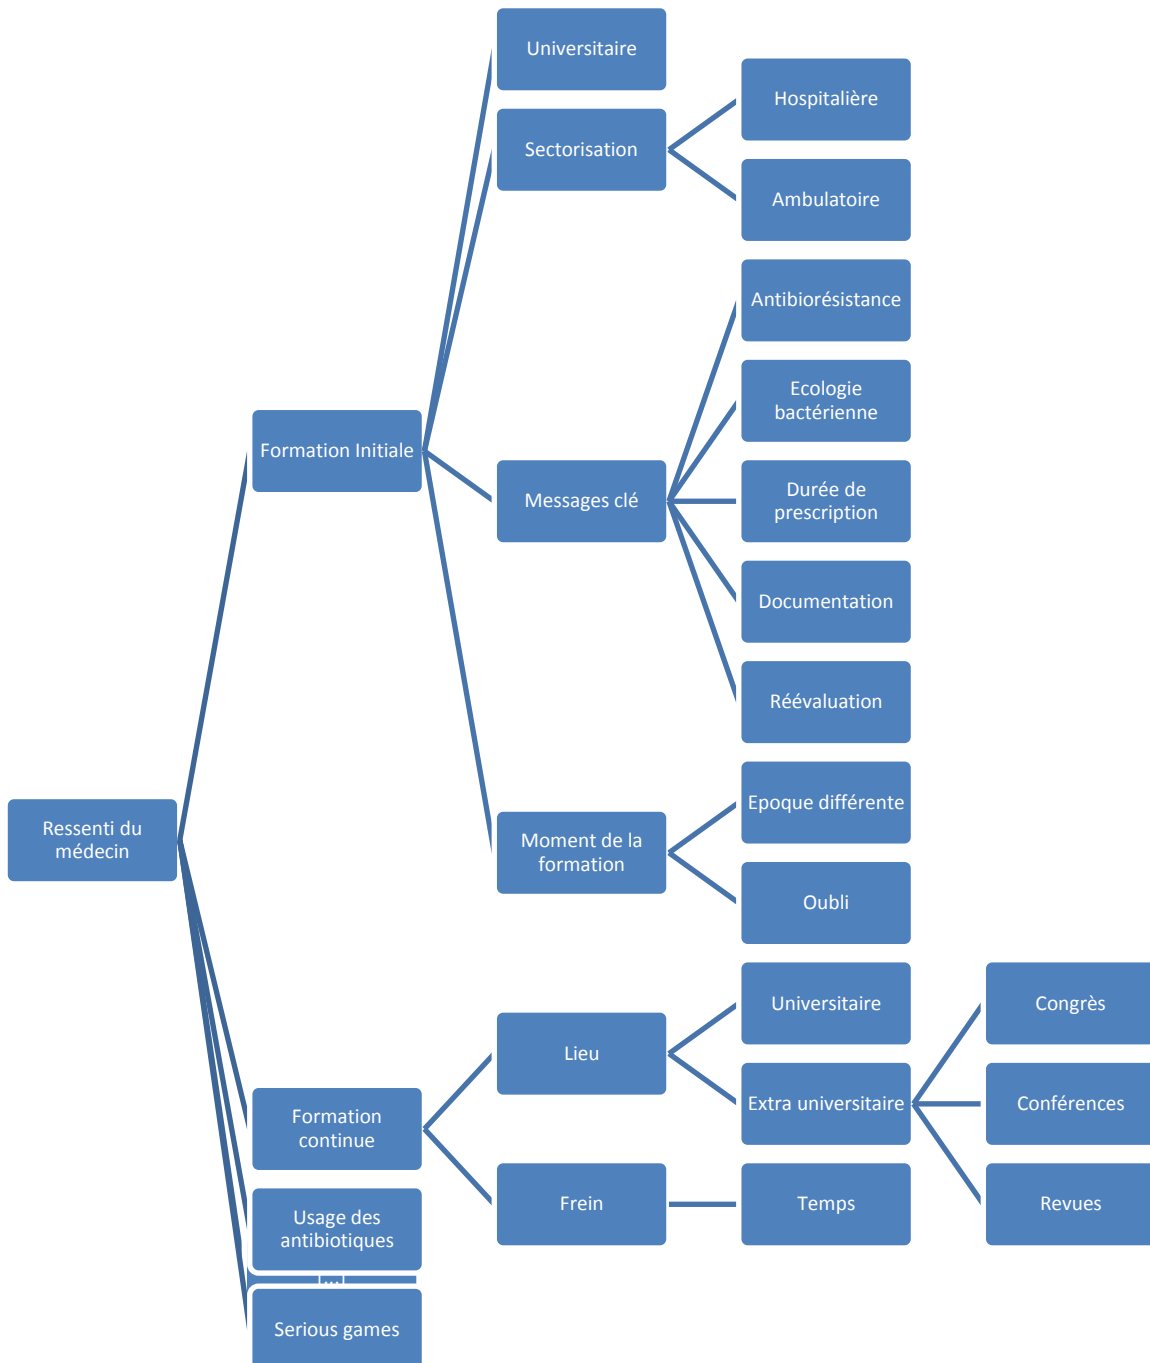 Universitaire
Hospitalière
Sectorisation
Ambulatoire
Antibiorésistance
Ecologie
bactérienne
Formation Initiale
Messages clé
Durée de
prescription
Documentation
Réévaluation
Epoque différente
Ressenti du
médecin
Moment de la
formation
Oubli
Universitaire
Congrès
Lieu
Extra universitaire
Conférences
Formation
continue
Frein
Temps
Revues
Usage des
antibiotiques
...
Serious games